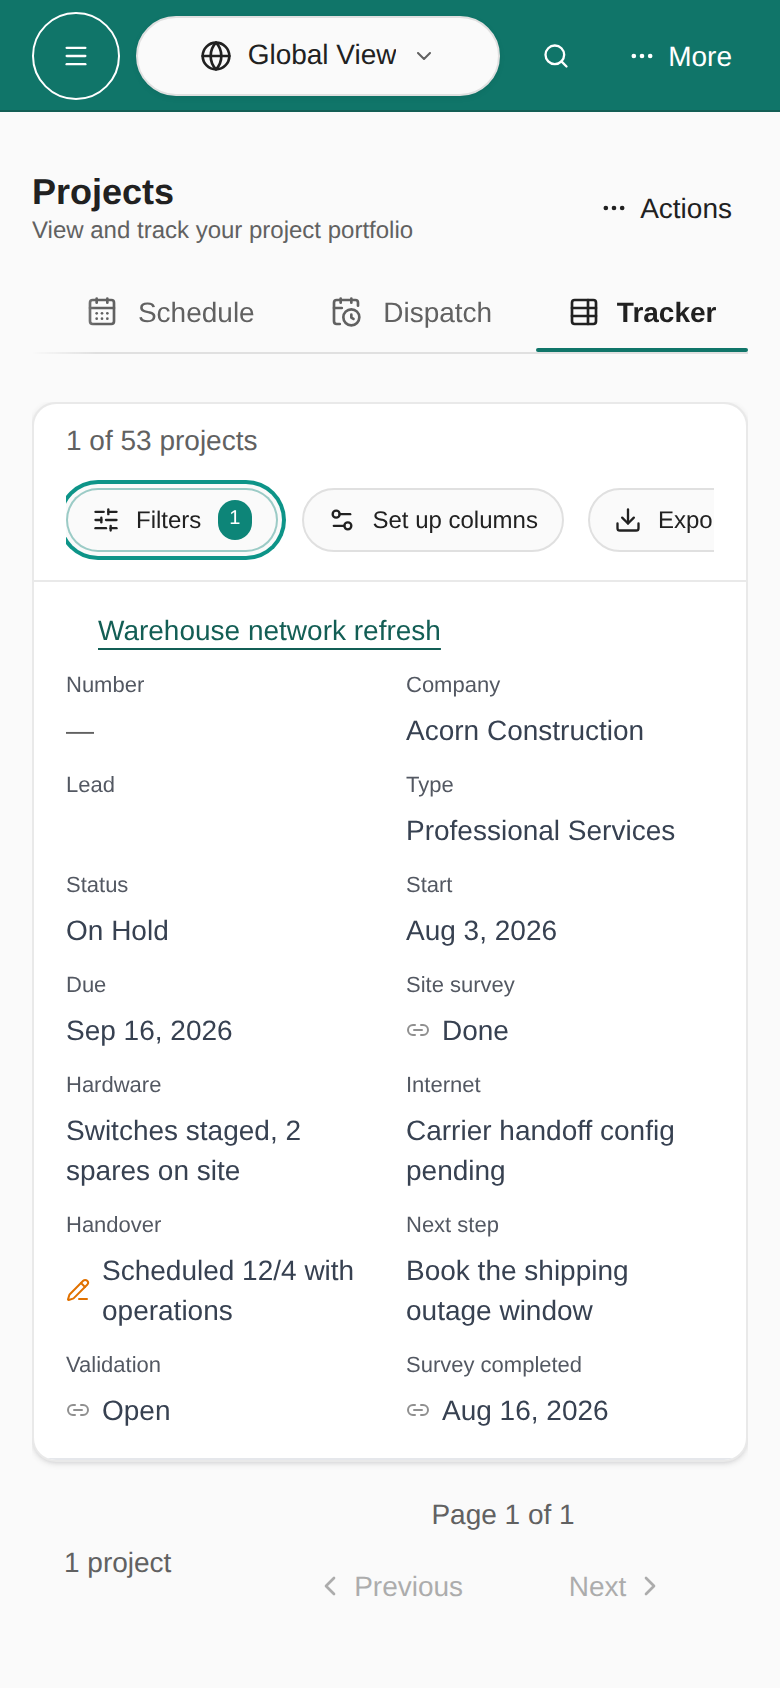 Global View
More
Projects
View and track your project portfolio
Actions
Schedule
Dispatch
Tracker
1 of 53 projects
Filters 1
Set up columns
Expo
Warehouse network refresh
Number
—
Company
Acorn Construction
Lead
Type
Professional Services
Status
On Hold
Start
Aug 3, 2026
Due
Sep 16, 2026
Site survey
Done
Hardware
Switches staged, 2
spares on site
Internet
Carrier handoff config
pending
Handover
Scheduled 12/4 with
operations
Next step
Book the shipping
outage window
Validation
Open
Survey completed
Aug 16, 2026
Page 1 of 1
1 project
Previous
Next